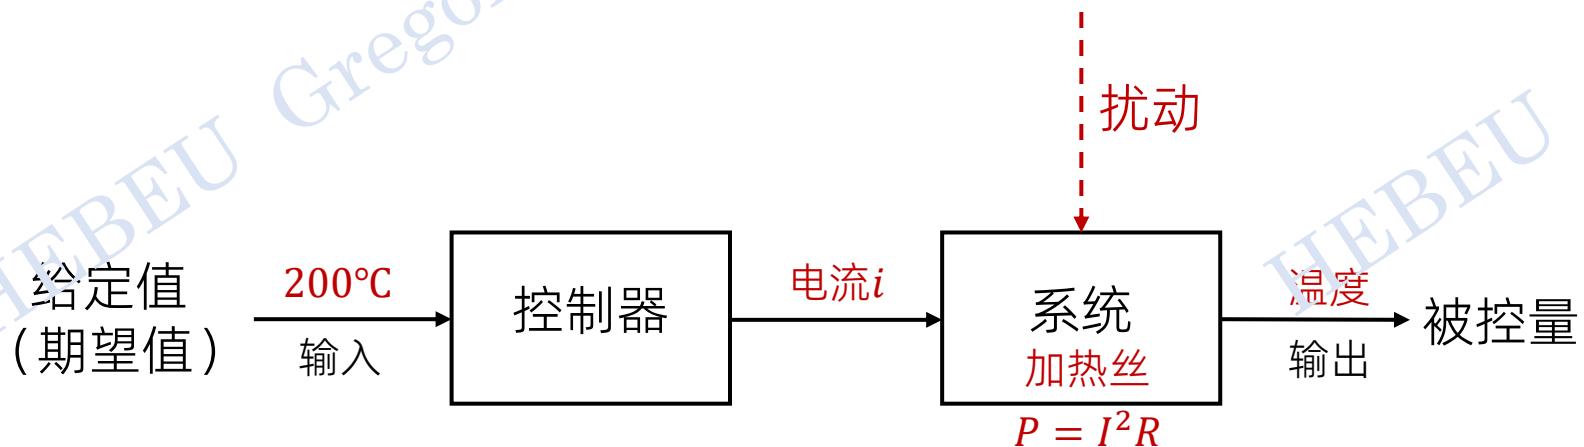 扰动
给定值
（期望值）
200℃
输入
控制器
电流i
系统
加热丝
P = I²R
温度
输出
被控量
HEBEU
HEBEU